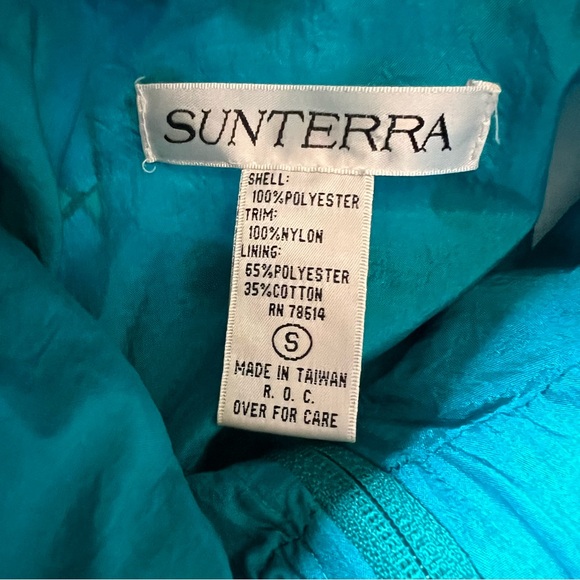 SUNTERRA
SHELL:
100%POLYESTER
TRIM:
100%NYLON
LINING:
65%POLYESTER
35%COTTON
RN 78614
S
MADE IN TAIWAN
R. O. C.
OVER FOR CARE